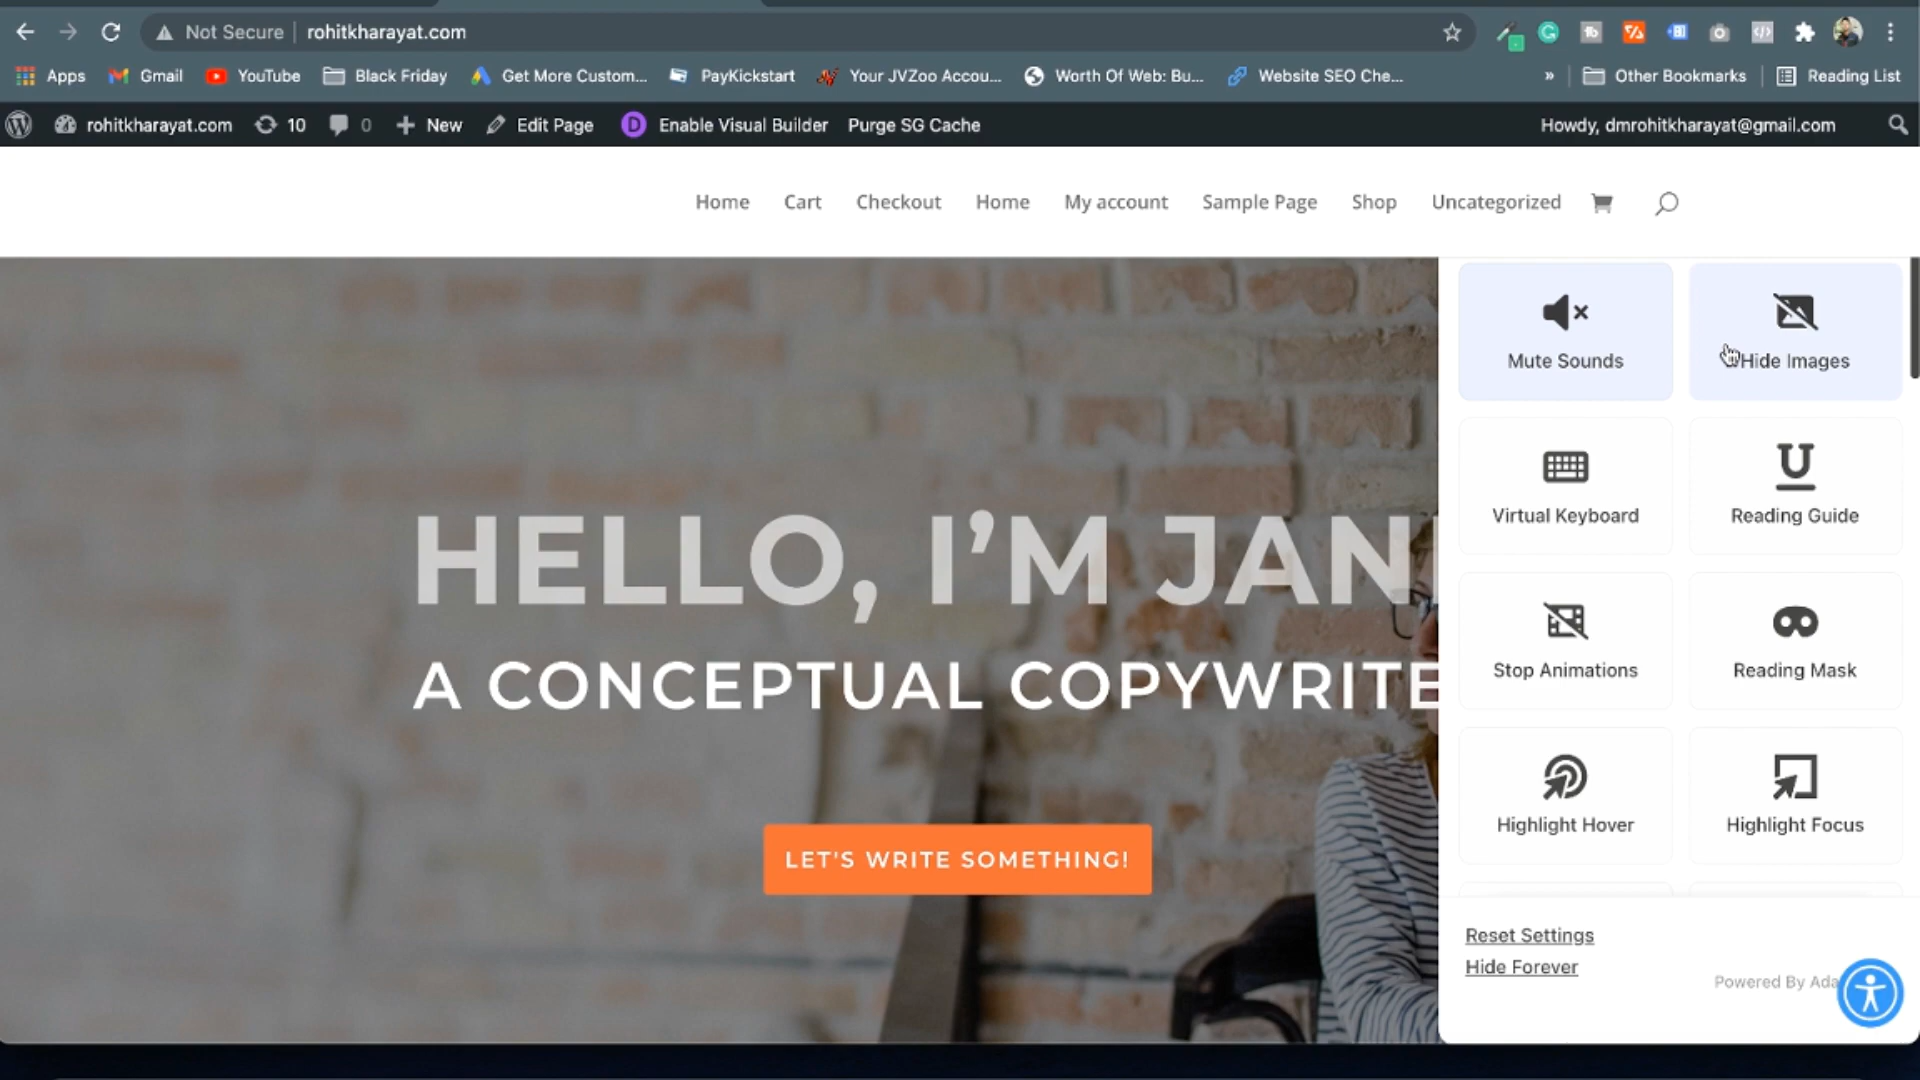 Not Secure | rohitkharayat.com
Apps Gmail YouTube Black Friday Get More Custom... PayKickstart Your JVZoo Accou... Worth Of Web: Bu... Website SEO Che... » Other Bookmarks Reading List
rohitkharayat.com 10 0 + New Edit Page D Enable Visual Builder Purge SG Cache Howdy, dmrohitkharayat@gmail.com
Home Cart Checkout Home My account Sample Page Shop Uncategorized
Mute Sounds Hide Images
Virtual Keyboard Reading Guide
HELLO, I'M JAN
Stop Animations Reading Mask
A CONCEPTUAL COPYWRITE
Highlight Hover Highlight Focus
LET'S WRITE SOMETHING!
Reset Settings
Hide Forever
Powered By Ada